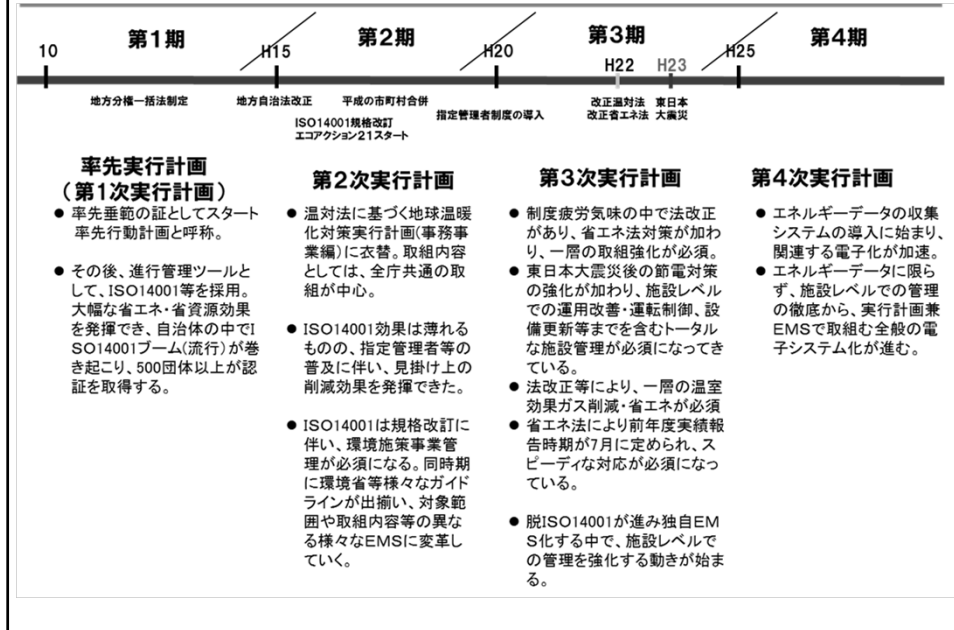 第1期
第2期
第3期
第4期
10
H15
H20
H22
H23
H25
地方分権一括法制定
地方自治法改正
平成の市町村合併
ISO14001規格改訂
エコアクション21スタート
指定管理者制度の導入
改正温対法
改正省エネ法
東日本
大震災
率先実行計画
（第1次実行計画）
● 率先垂範の証としてスタート
率先行動計画と呼称。
● その後、進行管理ツールと
して、ISO14001等を採用。
大幅な省エネ・省資源効果
を発揮でき、自治体の中でI
SO14001ブーム(流行)が巻
き起こり、500団体以上が認
証を取得する。
第2次実行計画
● 温対法に基づく地球温暖
化対策実行計画(事務事
業編)に衣替。取組内容
としては、全庁共通の取
組が中心。
● ISO14001効果は薄れる
ものの、指定管理者等の
普及に伴い、見掛け上の
削減効果を発揮できた。
● ISO14001は規格改訂に
伴い、環境施策事業管
理が必須になる。同時期
に環境省等様々なガイド
ラインが出揃い、対象範
囲や取組内容等の異な
る様々なEMSに変革し
ていく。
第3次実行計画
● 制度疲労気味の中で法改正
があり、省エネ法対策が加わ
り、一層の取組強化が必須。
● 東日本大震災後の節電対策
の強化が加わり、施設レベル
での運用改善・運転制御、設
備更新等までを含むトータル
な施設管理が必須になってき
ている。
● 法改正等により、一層の温室
効果ガス削減・省エネが必須
● 省エネ法により前年度実績報
告時期が7月に定められ、ス
ピーディな対応が必須になっ
ている。
● 脱ISO14001が進み独自EM
S化する中で、施設レベルで
の管理を強化する動きが始ま
る。
第4次実行計画
● エネルギーデータの収集
システムの導入に始まり、
関連する電子化が加速。
● エネルギーデータに限ら
ず、施設レベルでの管理
の徹底から、実行計画兼
EMSで取組む全般の電
子システム化が進む。